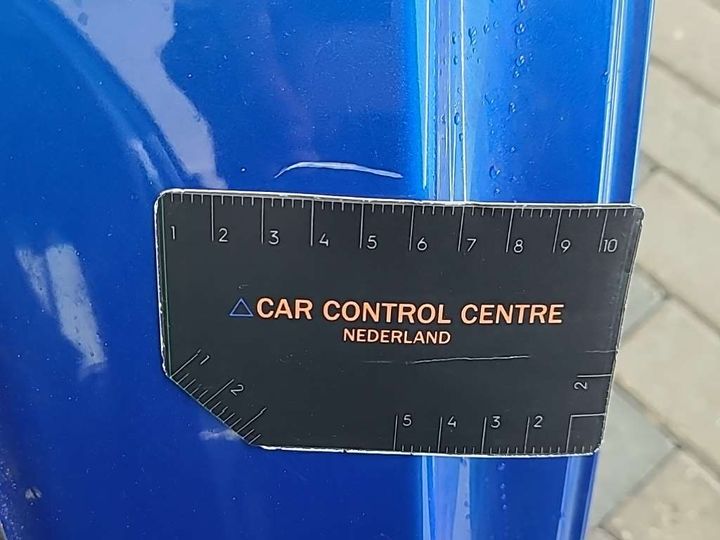 1 2 3 4 5 6 7 8 9 10
CAR CONTROL CENTRE
NEDERLAND
1 2
2
5 4 3 2